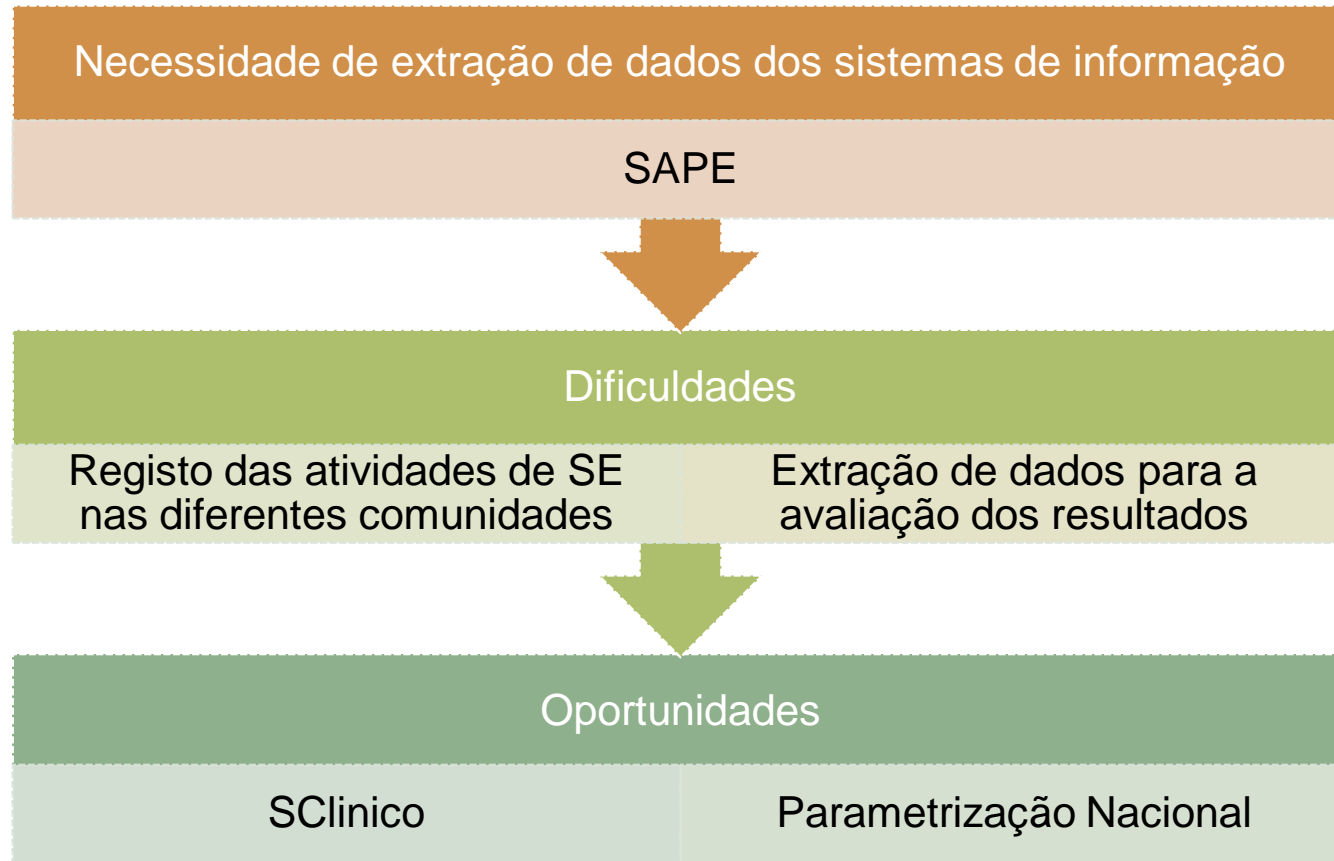 Necessidade de extração de dados dos sistemas de informação
SAPE
Dificuldades
Registo das atividades de SE
nas diferentes comunidades
Extração de dados para a
avaliação dos resultados
Oportunidades
SClinico
Parametrização Nacional